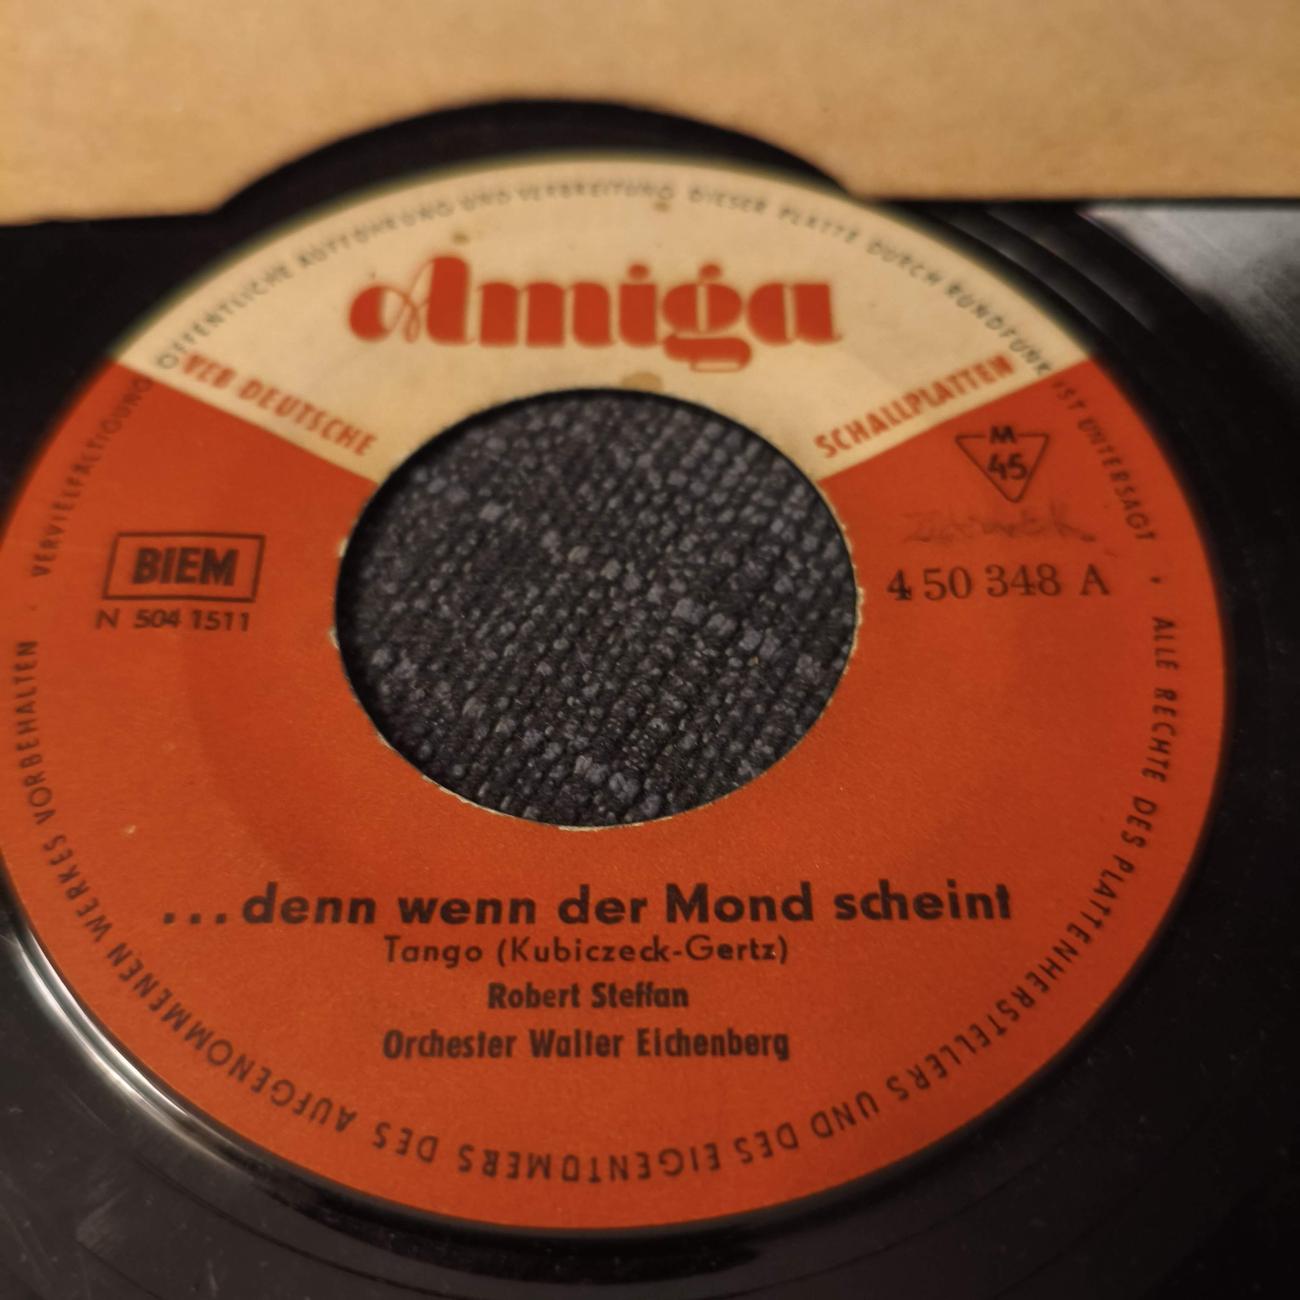 VERVIELFÄLTIGUNG ÖFFENTLICHE AUFFÜHRUNG UND VERBREITUNG DIESER PLATTE DURCH RUNDFUNK IST UNTERSAGT · ALLE RECHTE DES PLATTENHERSTELLERS UND DES EIGENTÜMERS DES AUFGENOMMENEN WERKES VORBEHALTEN ·
Amiga
VEB DEUTSCHE SCHALLPLATTEN
M
45
BIEM
N 504 1511
4 50 348 A
...denn wenn der Mond scheint
Tango (Kubiczeck-Gertz)
Robert Steffan
Orchester Walter Eichenberg